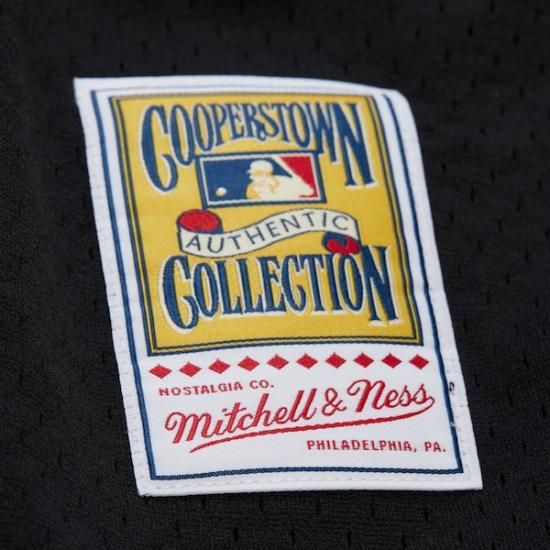 COOPERSTOWN
AUTHENTIC
COLLECTION
NOSTALGIA CO.
Mitchell & Ness
PHILADELPHIA, PA.